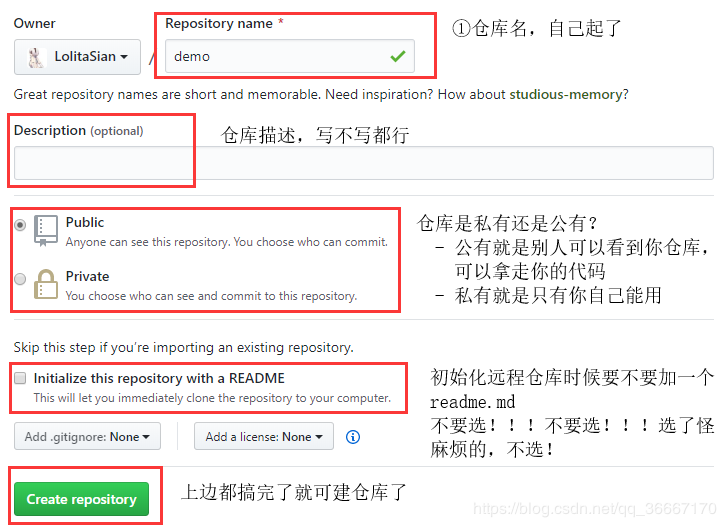 Owner
Repository name *
①仓库名，自己起了
LolitaSian
/
demo
Great repository names are short and memorable. Need inspiration? How about studious-memory?
Description (optional)
仓库描述，写不写都行
Public
Anyone can see this repository. You choose who can commit.
Private
You choose who can see and commit to this repository.
仓库是私有还是公有？
- 公有就是别人可以看到你仓库，
可以拿走你的代码
- 私有就是只有你自己能用
Skip this step if you're importing an existing repository.
Initialize this repository with a README
This will let you immediately clone the repository to your computer.
初始化远程仓库时候要不要加一个
readme.md
不要选！！！不要选！！！选了怪
麻烦的，不选！
Add .gitignore: None
Add a license: None
Create repository
上边都搞完了就可建仓库了
https://blog.csdn.net/qq_36667170